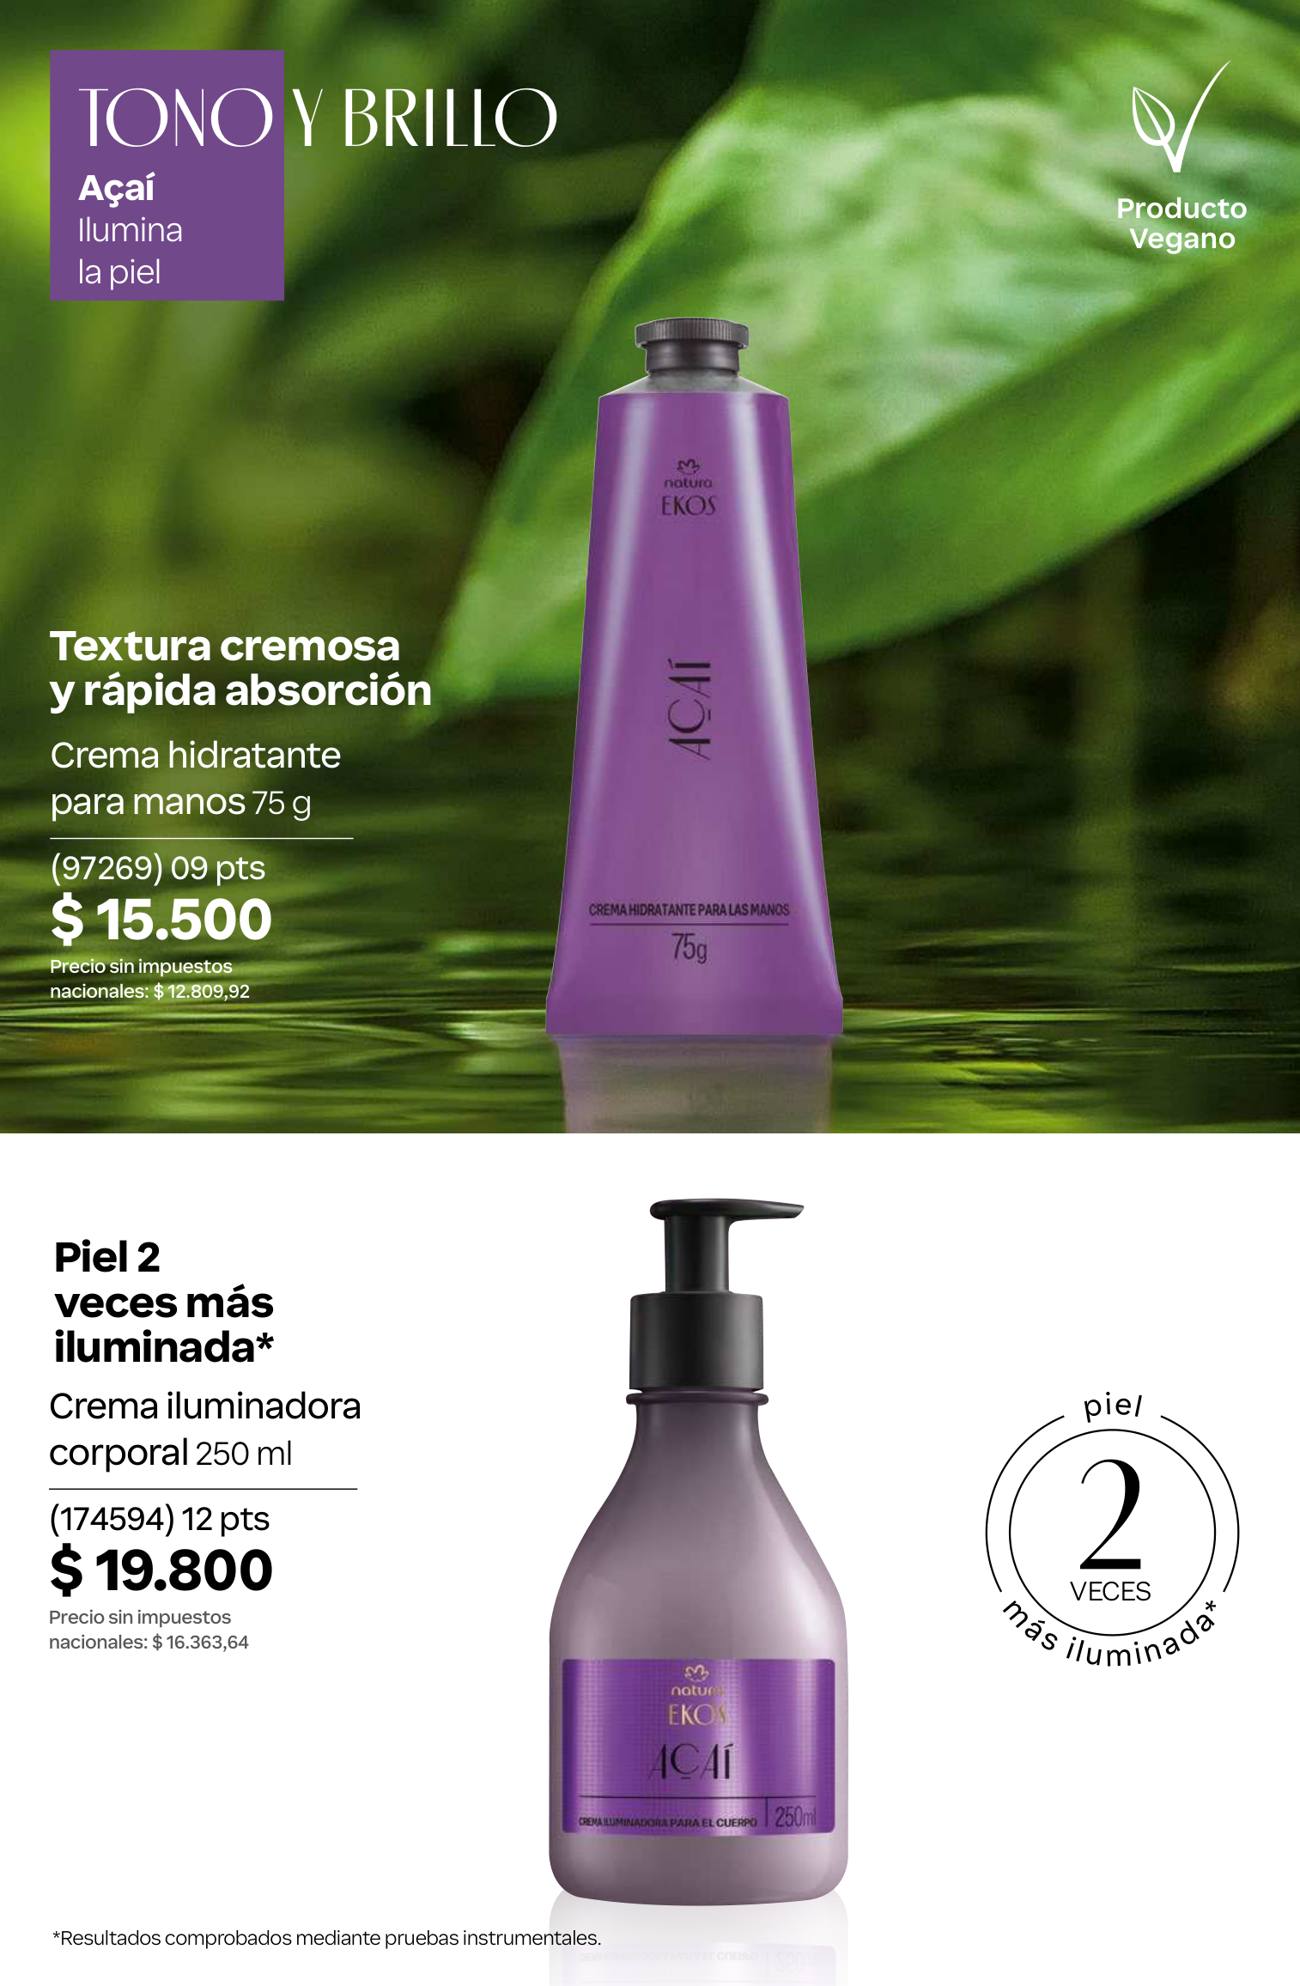 TONO Y BRILLO
Açaí
Ilumina
la piel
Producto
Vegano
natura
EKOS
AÇAÍ
CREMA HIDRATANTE PARA LAS MANOS
75g
Textura cremosa
y rápida absorción
Crema hidratante
para manos 75 g
(97269) 09 pts
$ 15.500
Precio sin impuestos
nacionales: $ 12.809,92
Piel 2
veces más
iluminada*
Crema iluminadora
corporal 250 ml
(174594) 12 pts
$ 19.800
Precio sin impuestos
nacionales: $ 16.363,64
natura
EKOS
AÇAÍ
CREMA ILUMINADORA PARA EL CUERPO
250ml
piel
2
VECES
más iluminada*
*Resultados comprobados mediante pruebas instrumentales.